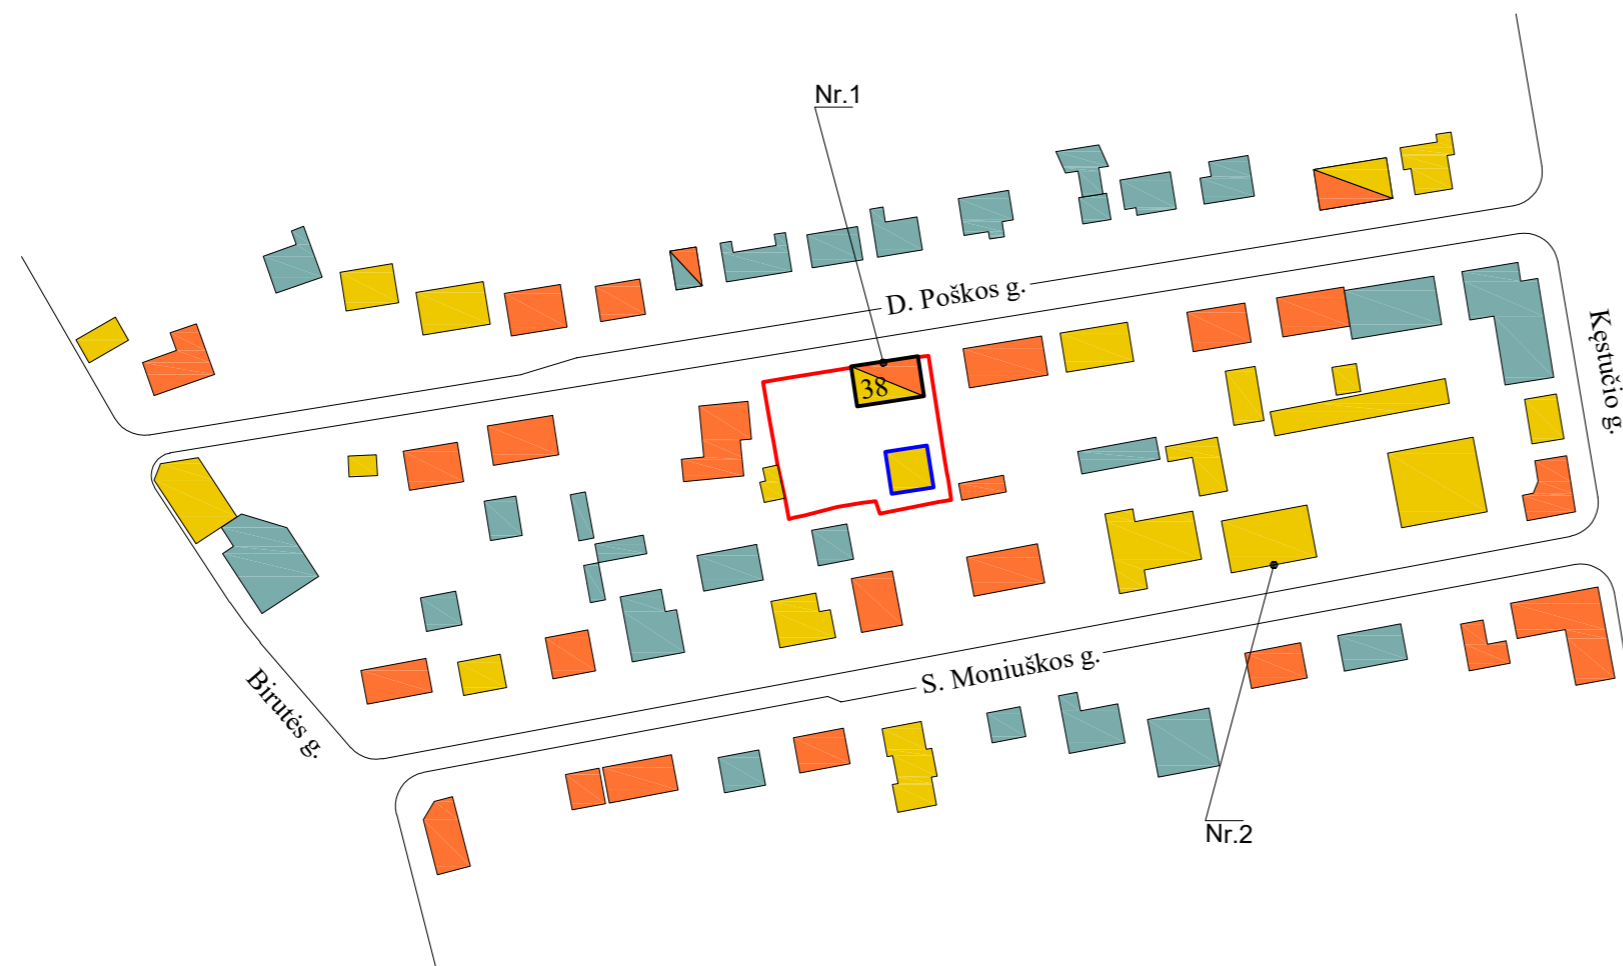 Nr.1
D. Poškos g.
Kęstučio g.
38
S. Moniuškos g.
Birutės g.
Nr.2